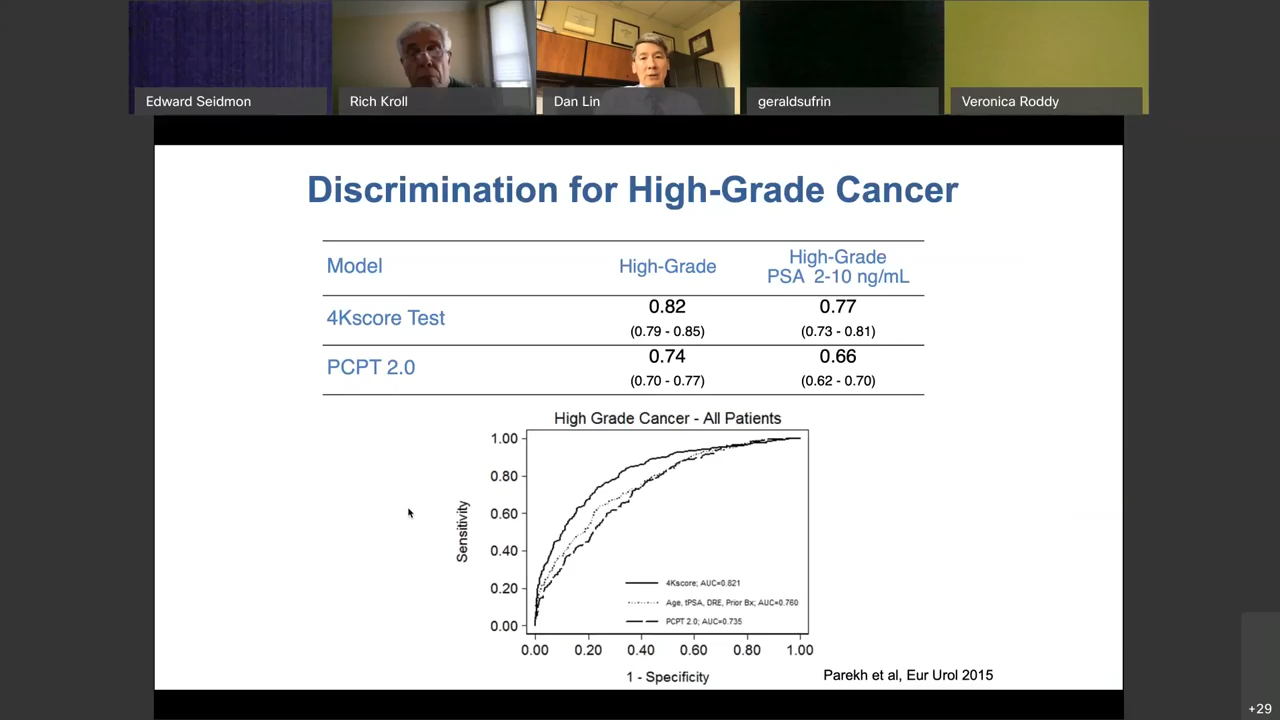 Edward Seidmon
Rich Kroll
Dan Lin
geraldsufrin
Veronica Roddy
Discrimination for High-Grade Cancer
Model
High-Grade
High-Grade
PSA 2-10 ng/mL
4Kscore Test
0.82
(0.79 - 0.85)
0.77
(0.73 - 0.81)
PCPT 2.0
0.74
(0.70 - 0.77)
0.66
(0.62 - 0.70)
High Grade Cancer - All Patients
Sensitivity
1.00
0.80
0.60
0.40
0.20
0.00
4Kscore; AUC=0.821
Age, tPSA, DRE, Prior Bx; AUC=0.760
PCPT 2.0; AUC=0.735
0.00 0.20 0.40 0.60 0.80 1.00
1 - Specificity
Parekh et al, Eur Urol 2015
+29